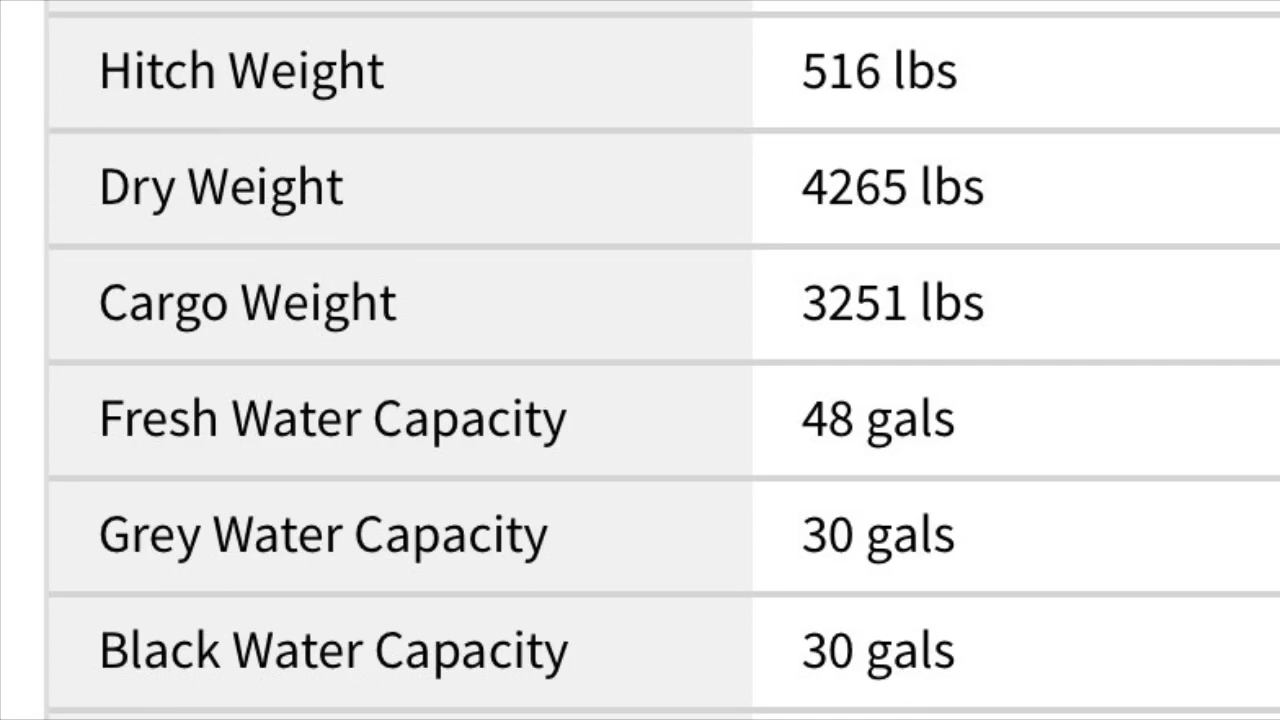 Hitch Weight 516 lbs
Dry Weight 4265 lbs
Cargo Weight 3251 lbs
Fresh Water Capacity 48 gals
Grey Water Capacity 30 gals
Black Water Capacity 30 gals